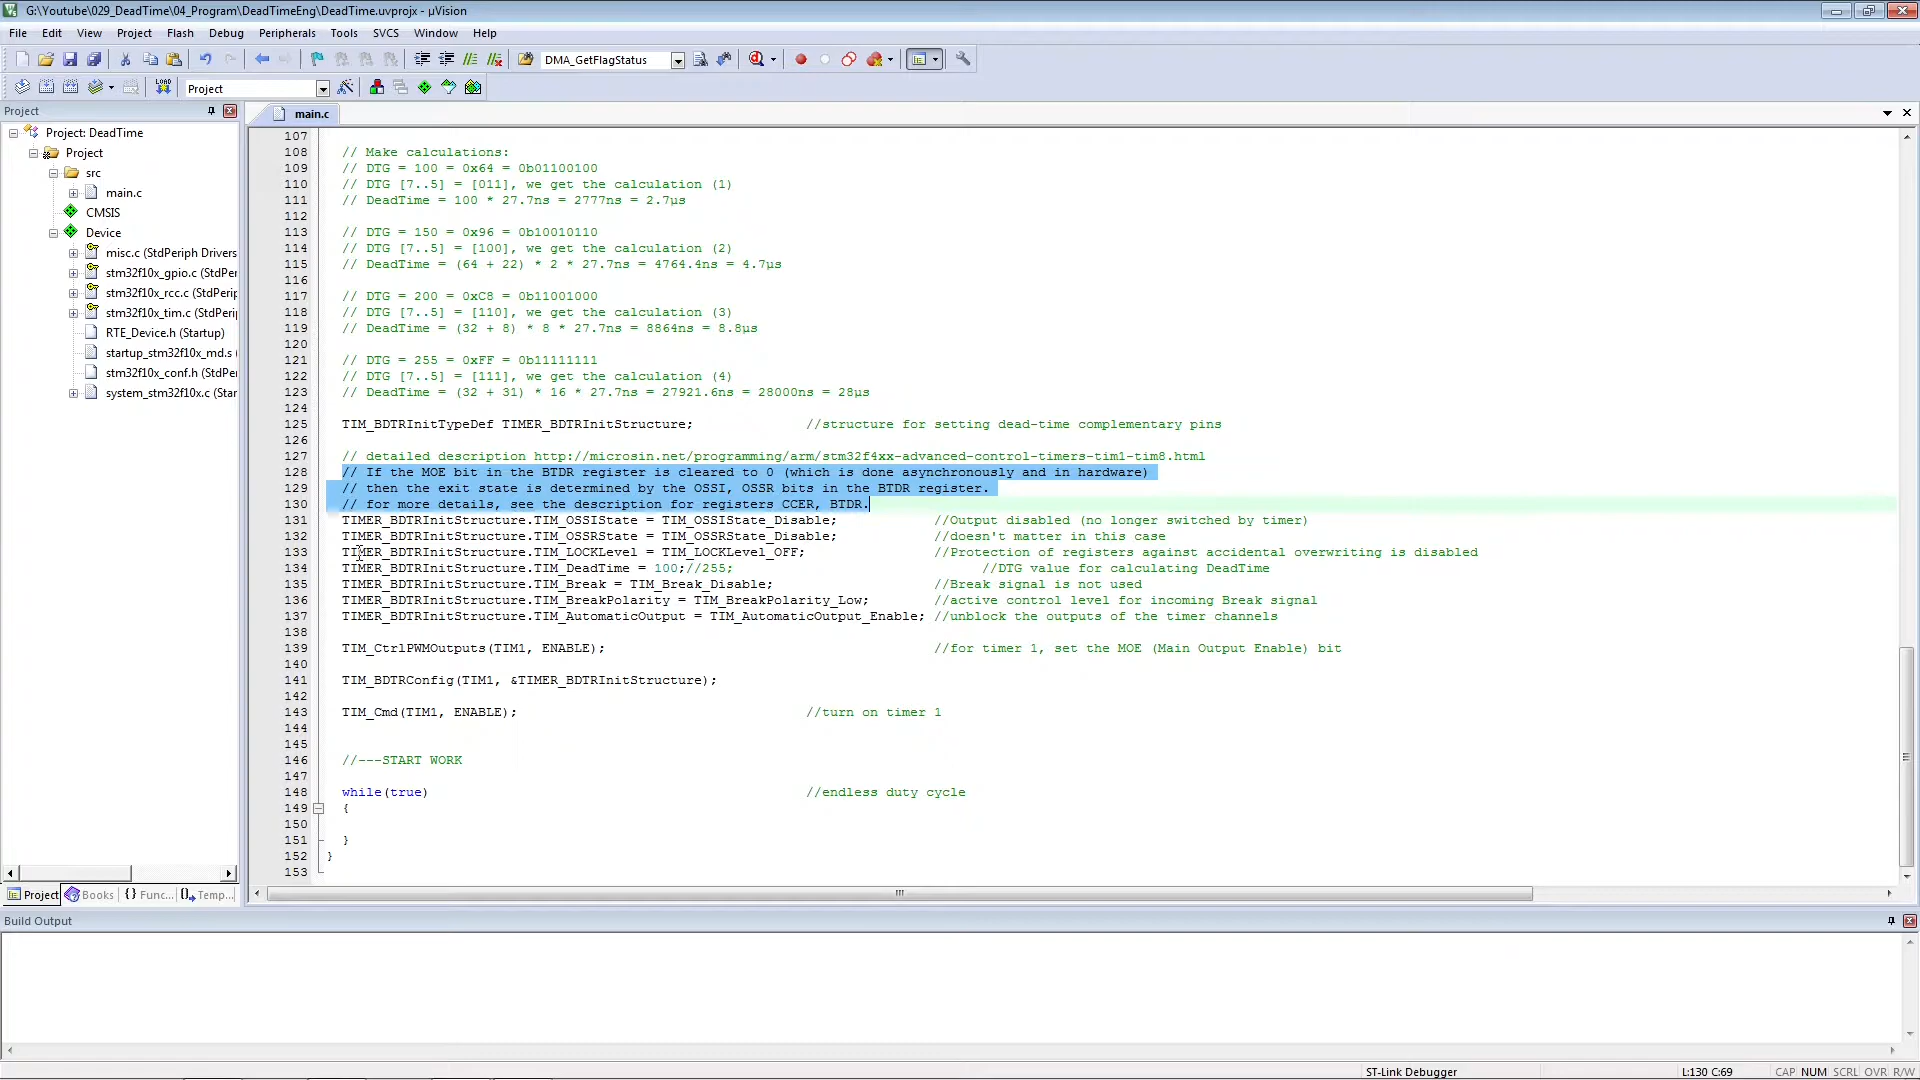 G:\Youtube\029_DeadTime\04_Program\DeadTimeEng\DeadTime.uvprojx - µVision
File Edit View Project Flash Debug Peripherals Tools SVCS Window Help
DMA_GetFlagStatus
LOAD Project
Project
main.c
Project: DeadTime
Project
src
main.c
CMSIS
Device
misc.c (StdPeriph Drivers
stm32f10x_gpio.c (StdPer
stm32f10x_rcc.c (StdPerip
stm32f10x_tim.c (StdPeri
RTE_Device.h (Startup)
startup_stm32f10x_md.s (
stm32f10x_conf.h (StdPe
system_stm32f10x.c (Star
107
108 // Make calculations:
109 // DTG = 100 = 0x64 = 0b01100100
110 // DTG [7..5] = [011], we get the calculation (1)
111 // DeadTime = 100 * 27.7ns = 2777ns = 2.7µs
112
113 // DTG = 150 = 0x96 = 0b10010110
114 // DTG [7..5] = [100], we get the calculation (2)
115 // DeadTime = (64 + 22) * 2 * 27.7ns = 4764.4ns = 4.7µs
116
117 // DTG = 200 = 0xC8 = 0b11001000
118 // DTG [7..5] = [110], we get the calculation (3)
119 // DeadTime = (32 + 8) * 8 * 27.7ns = 8864ns = 8.8µs
120
121 // DTG = 255 = 0xFF = 0b11111111
122 // DTG [7..5] = [111], we get the calculation (4)
123 // DeadTime = (32 + 31) * 16 * 27.7ns = 27921.6ns = 28000ns = 28µs
124
125 TIM_BDTRInitTypeDef TIMER_BDTRInitStructure; //structure for setting dead-time complementary pins
126
127 // detailed description http://microsin.net/programming/arm/stm32f4xx-advanced-control-timers-tim1-tim8.html
128 // If the MOE bit in the BTDR register is cleared to 0 (which is done asynchronously and in hardware)
129 // then the exit state is determined by the OSSI, OSSR bits in the BTDR register.
130 // for more details, see the description for registers CCER, BTDR.
131 TIMER_BDTRInitStructure.TIM_OSSIState = TIM_OSSIState_Disable; //Output disabled (no longer switched by timer)
132 TIMER_BDTRInitStructure.TIM_OSSRState = TIM_OSSRState_Disable; //doesn't matter in this case
133 TIMER_BDTRInitStructure.TIM_LOCKLevel = TIM_LOCKLevel_OFF; //Protection of registers against accidental overwriting is disabled
134 TIMER_BDTRInitStructure.TIM_DeadTime = 100;//255; //DTG value for calculating DeadTime
135 TIMER_BDTRInitStructure.TIM_Break = TIM_Break_Disable; //Break signal is not used
136 TIMER_BDTRInitStructure.TIM_BreakPolarity = TIM_BreakPolarity_Low; //active control level for incoming Break signal
137 TIMER_BDTRInitStructure.TIM_AutomaticOutput = TIM_AutomaticOutput_Enable; //unblock the outputs of the timer channels
138
139 TIM_CtrlPWMOutputs(TIM1, ENABLE); //for timer 1, set the MOE (Main Output Enable) bit
140
141 TIM_BDTRConfig(TIM1, &TIMER_BDTRInitStructure);
142
143 TIM_Cmd(TIM1, ENABLE); //turn on timer 1
144
145
146 //---START WORK
147
148 while(true) //endless duty cycle
149 {
150
151 }
152 }
153
Project Books {} Func... Temp...
Build Output
ST-Link Debugger L:130 C:69 CAP NUM SCRL OVR R/W